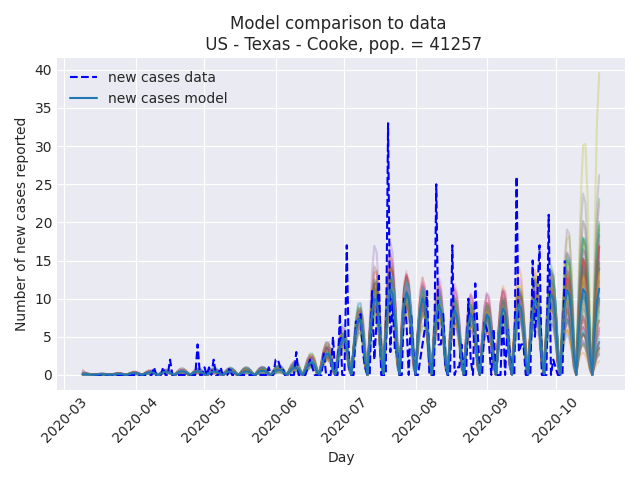 Model comparison to data
US - Texas - Cooke, pop. = 41257
new cases data
new cases model
Number of new cases reported
40
35
30
25
20
15
10
5
0
2020-03
2020-04
2020-05
2020-06
2020-07
2020-08
2020-09
2020-10
Day